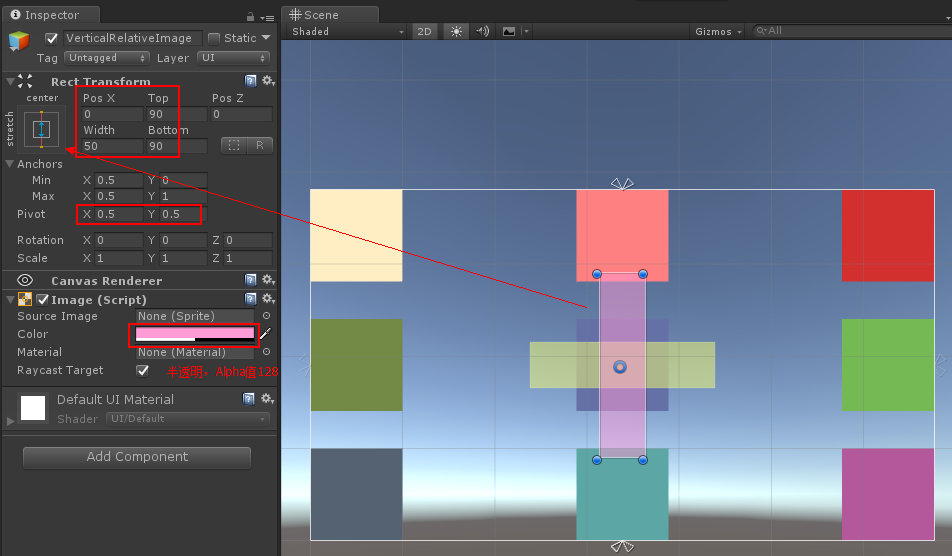 Inspector
VerticalRelativeImage Static
Tag Untagged Layer UI
Rect Transform
center
stretch
Pos X Top Pos Z
0 90 0
Width Bottom
50 90 R
Anchors
Min X 0.5 Y 0
Max X 0.5 Y 1
Pivot X 0.5 Y 0.5
Rotation X 0 Y 0 Z 0
Scale X 1 Y 1 Z 1
Canvas Renderer
Image (Script)
Source Image None (Sprite)
Color
Material None (Material)
Raycast Target 半透明，Alpha值128
Default UI Material
Shader UI/Default
Add Component
Scene
Shaded 2D Gizmos All